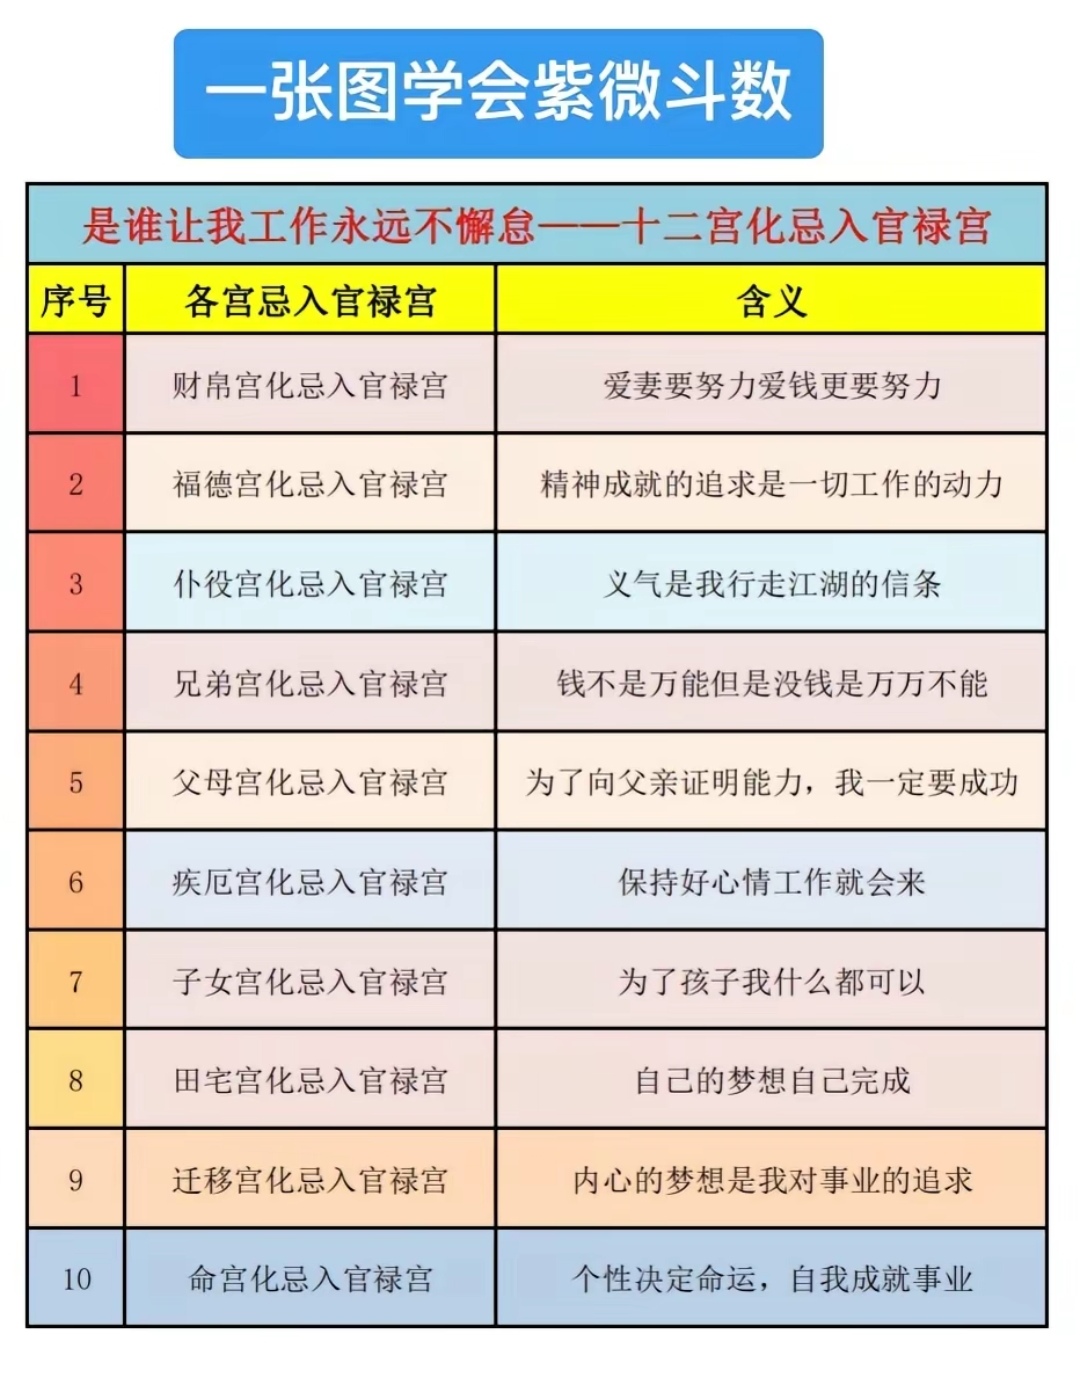 一张图学会紫微斗数
是谁让我工作永远不懈怠——十二宫化忌入官禄宫
序号 各宫忌入官禄宫 含义
1 财帛宫化忌入官禄宫 爱妻要努力爱钱更要努力
2 福德宫化忌入官禄宫 精神成就的追求是一切工作的动力
3 仆役宫化忌入官禄宫 义气是我行走江湖的信条
4 兄弟宫化忌入官禄宫 钱不是万能但是没钱是万万不能
5 父母宫化忌入官禄宫 为了向父亲证明能力，我一定要成功
6 疾厄宫化忌入官禄宫 保持好心情工作就会来
7 子女宫化忌入官禄宫 为了孩子我什么都可以
8 田宅宫化忌入官禄宫 自己的梦想自己完成
9 迁移宫化忌入官禄宫 内心的梦想是我对事业的追求
10 命宫化忌入官禄宫 个性决定命运，自我成就事业